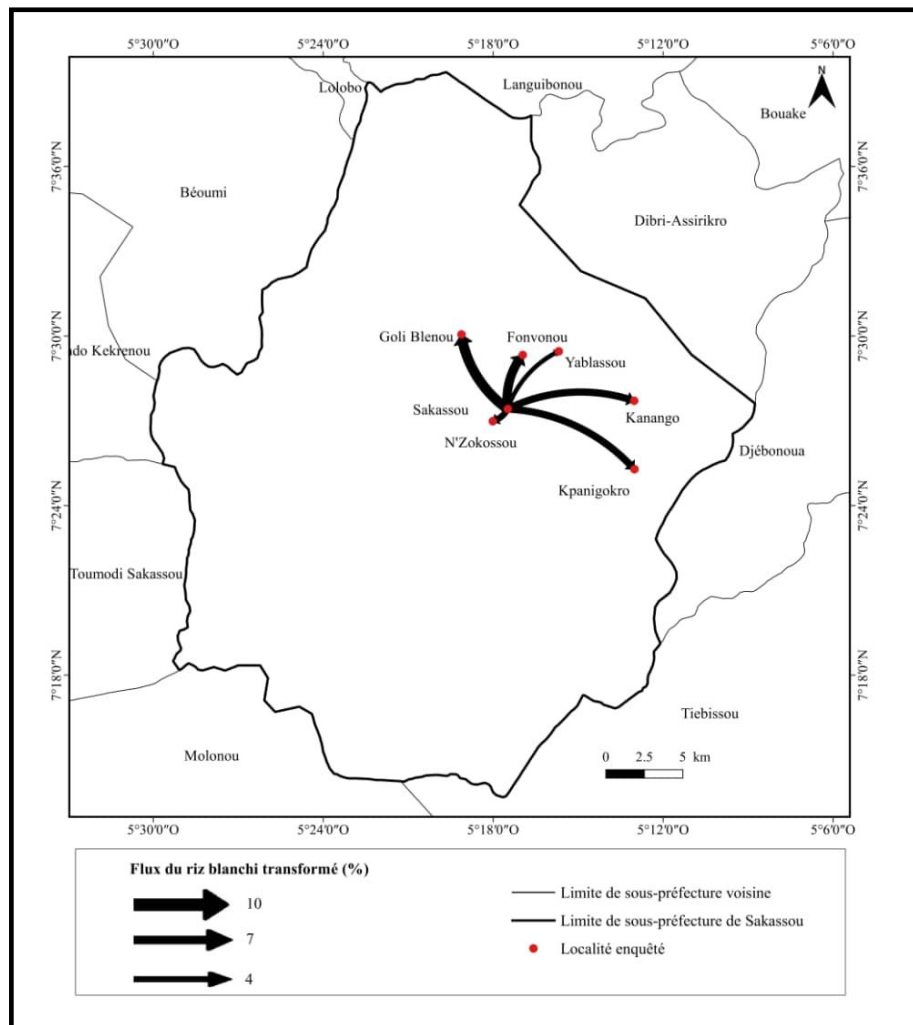 5°30'0"O 5°24'0"O 5°18'0"O 5°12'0"O 5°6'0"O
N
Lolobo
Languibonou
Bouake
7°36'0"N
7°36'0"N
Béoumi
Dibri-Assirikro
7°30'0"N
7°30'0"N
Goli Blenou
Fonvonou
Yablassou
do Kekrenou
Sakassou
Kanango
N'Zokossou
Djébonoua
Kpanigokro
7°24'0"N
7°24'0"N
Toumodi Sakassou
7°18'0"N
7°18'0"N
Tiebissou
Molonou
0 2.5 5 km
5°30'0"O 5°24'0"O 5°18'0"O 5°12'0"O 5°6'0"O
Flux du riz blanchi transformé (%)
10
7
4
Limite de sous-préfecture voisine
Limite de sous-préfecture de Sakassou
Localité enquêté